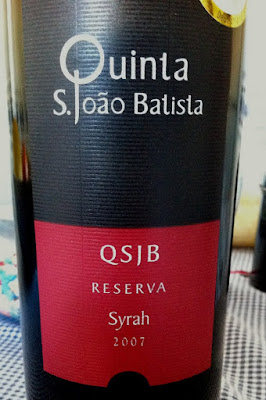 Quinta
S. João Batista
QSJB
RESERVA
Syrah
2007